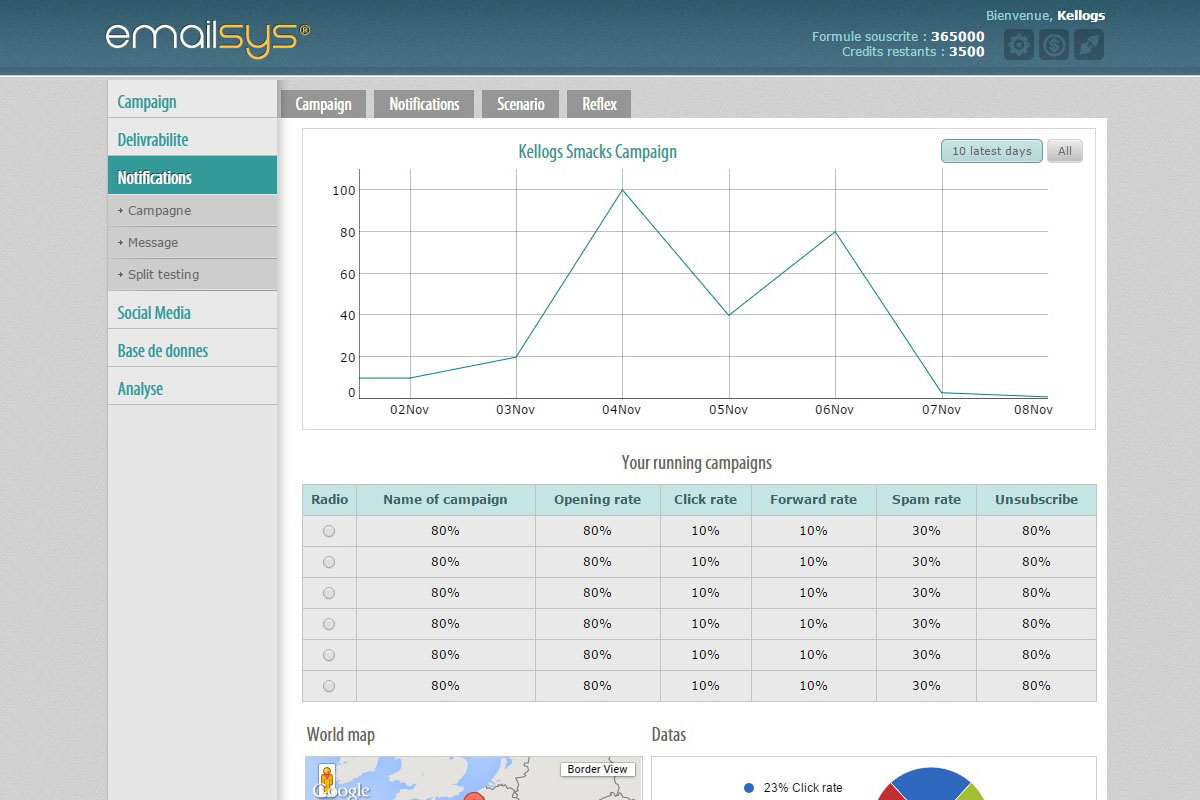 emailsys®
Bienvenue, Kellogs
Formule souscrite : 365000
Credits restants : 3500
Campaign
Delivrabilite
Notifications
Campagne
Message
Split testing
Social Media
Base de donnes
Analyse
Campaign Notifications Scenario Reflex
Kellogs Smacks Campaign
10 latest days All
100
80
60
40
20
0
02Nov 03Nov 04Nov 05Nov 06Nov 07Nov 08Nov
Your running campaigns
Radio Name of campaign Opening rate Click rate Forward rate Spam rate Unsubscribe
80% 80% 10% 10% 30% 80%
80% 80% 10% 10% 30% 80%
80% 80% 10% 10% 30% 80%
80% 80% 10% 10% 30% 80%
80% 80% 10% 10% 30% 80%
80% 80% 10% 10% 30% 80%
World map
Border View
Google
Datas
23% Click rate